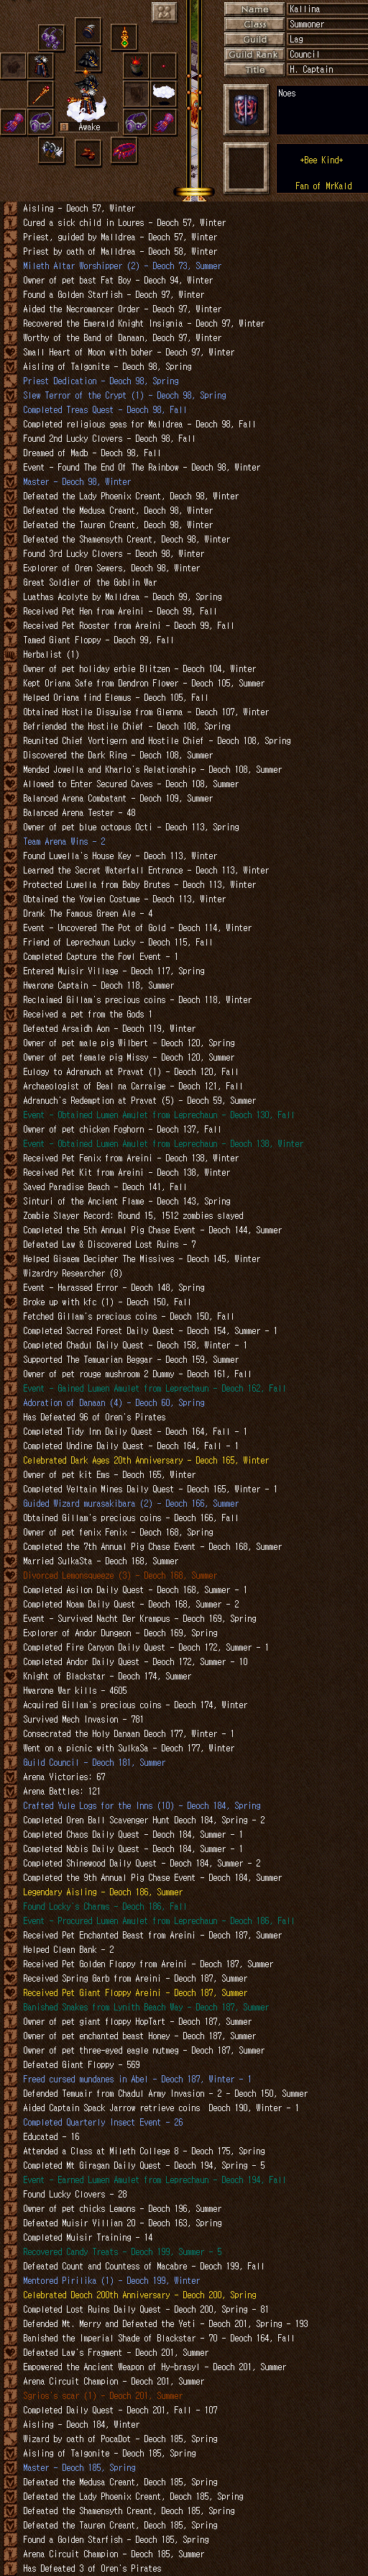 Name
Kallina
Class
Summoner
Guild
Lag
Guild Rank
Council
Title
H. Captain
Noes
Awake
*Bee Kind*
Fan of MrKald
Aisling - Deoch 57, Winter
Cured a sick child in Loures - Deoch 57, Winter
Priest, guided by Malldrea - Deoch 57, Winter
Priest by oath of Malldrea - Deoch 58, Winter
Mileth Altar Worshipper (2) - Deoch 73, Summer
Owner of pet bast Fat Boy - Deoch 94, Winter
Found a Golden Starfish - Deoch 97, Winter
Aided the Necromancer Order - Deoch 97, Winter
Recovered the Emerald Knight Insignia - Deoch 97, Winter
Worthy of the Band of Danaan, Deoch 97, Winter
Small Heart of Moon with boher - Deoch 97, Winter
Aisling of Talgonite - Deoch 98, Spring
Priest Dedication - Deoch 98, Spring
Slew Terror of the Crypt (1) - Deoch 98, Spring
Completed Treas Quest - Deoch 98, Fall
Completed religious geas for Malldrea - Deoch 98, Fall
Found 2nd Lucky Clovers - Deoch 98, Fall
Dreamed of Madb - Deoch 98, Fall
Event - Found The End Of The Rainbow - Deoch 98, Winter
Master - Deoch 98, Winter
Defeated the Lady Phoenix Creant, Deoch 98, Winter
Defeated the Medusa Creant, Deoch 98, Winter
Defeated the Tauren Creant, Deoch 98, Winter
Defeated the Shamensyth Creant, Deoch 98, Winter
Found 3rd Lucky Clovers - Deoch 98, Winter
Explorer of Oren Sewers, Deoch 98, Winter
Great Soldier of the Goblin War
Luathas Acolyte by Malldrea - Deoch 99, Spring
Received Pet Hen from Areini - Deoch 99, Fall
Received Pet Rooster from Areini - Deoch 99, Fall
Tamed Giant Floppy - Deoch 99, Fall
Herbalist (1)
Owner of pet holiday erbie Blitzen - Deoch 104, Winter
Kept Oriana Safe from Dendron Flower - Deoch 105, Summer
Helped Oriana find Elemus - Deoch 105, Fall
Obtained Hostile Disguise from Glenna - Deoch 107, Winter
Befriended the Hostile Chief - Deoch 108, Spring
Reunited Chief Vortigern and Hostile Chief - Deoch 108, Spring
Discovered the Dark Ring - Deoch 108, Summer
Mended Jowella and Kharlo's Relationship - Deoch 108, Summer
Allowed to Enter Secured Caves - Deoch 108, Summer
Balanced Arena Combatant - Deoch 109, Summer
Balanced Arena Tester - 48
Owner of pet blue octopus Octi - Deoch 113, Spring
Team Arena Wins - 2
Found Luvella's House Key - Deoch 113, Winter
Learned the Secret Waterfall Entrance - Deoch 113, Winter
Protected Luwella from Baby Brutes - Deoch 113, Winter
Obtained the Yowien Costume - Deoch 113, Winter
Drank The Famous Green Ale - 4
Event - Uncovered The Pot of Gold - Deoch 114, Winter
Friend of Leprechaun Lucky - Deoch 115, Fall
Completed Capture the Fowl Event - 1
Entered Muisir Village - Deoch 117, Spring
Hwarone Captain - Deoch 118, Summer
Reclaimed Gillam's precious coins - Deoch 118, Winter
Received a pet from the Gods 1
Defeated Arsaidh Aon - Deoch 119, Winter
Owner of pet male pig Wilbert - Deoch 120, Spring
Owner of pet female pig Missy - Deoch 120, Summer
Eulogy to Adranuch at Pravat (1) - Deoch 120, Fall
Archaeologist of Beal na Carraige - Deoch 121, Fall
Adranuch's Redemption at Pravat (5) - Deoch 59, Summer
Event - Obtained Lumen Amulet from Leprechaun - Deoch 130, Fall
Owner of pet chicken Foghorn - Deoch 137, Fall
Event - Obtained Lumen Amulet from Leprechaun - Deoch 138, Winter
Received Pet Fenix from Areini - Deoch 138, Winter
Received Pet Kit from Areini - Deoch 138, Winter
Saved Paradise Beach - Deoch 141, Fall
Sinturi of the Ancient Flame - Deoch 143, Spring
Zombie Slayer Record: Round 15, 1512 zombies slayed
Completed the 5th Annual Pig Chase Event - Deoch 144, Summer
Defeated Law & Discovered Lost Ruins - 7
Helped Gisaem Decipher The Missives - Deoch 145, Winter
Wizardry Researcher (8)
Event - Harassed Error - Deoch 148, Spring
Broke up with kfc (1) - Deoch 150, Fall
Fetched Gillam's precious coins - Deoch 150, Fall
Completed Sacred Forest Daily Quest - Deoch 154, Summer - 1
Completed Chadul Daily Quest - Deoch 158, Winter - 1
Supported The Temuarian Beggar - Deoch 159, Summer
Owner of pet rouge mushroom 2 Dummy - Deoch 161, Fall
Event - Gained Lumen Amulet from Leprechaun - Deoch 162, Fall
Adoration of Danaan (4) - Deoch 60, Spring
Has Defeated 96 of Oren's Pirates
Completed Tidy Inn Daily Quest - Deoch 164, Fall - 1
Completed Undine Daily Quest - Deoch 164, Fall - 1
Celebrated Dark Ages 20th Anniversary - Deoch 165, Winter
Owner of pet kit Ems - Deoch 165, Winter
Completed Veltain Mines Daily Quest - Deoch 165, Winter - 1
Guided Wizard murasakibara (2) - Deoch 166, Summer
Obtained Gillam's precious coins - Deoch 166, Fall
Owner of pet fenix Fenix - Deoch 168, Spring
Completed the 7th Annual Pig Chase Event - Deoch 168, Summer
Married SulkaSta - Deoch 168, Summer
Divorced Lemonsqueeze (3) - Deoch 168, Summer
Completed Asilon Daily Quest - Deoch 168, Summer - 1
Completed Noam Daily Quest - Deoch 168, Summer - 2
Event - Survived Nacht Der Krampus - Deoch 169, Spring
Explorer of Andor Dungeon - Deoch 169, Spring
Completed Fire Canyon Daily Quest - Deoch 172, Summer - 1
Completed Andor Daily Quest - Deoch 172, Summer - 10
Knight of Blackstar - Deoch 174, Summer
Hwarone War kills - 4605
Acquired Gillam's precious coins - Deoch 174, Winter
Survived Mech Invasion - 781
Consecrated the Holy Danaan Deoch 177, Winter - 1
Went on a picnic with SulkaSa - Deoch 177, Winter
Guild Council - Deoch 181, Summer
Arena Victories: 67
Arena Battles: 121
Crafted Yule Logs for the Inns (10) - Deoch 184, Spring
Completed Oren Ball Scavenger Hunt Deoch 184, Spring - 2
Completed Chaos Daily Quest - Deoch 184, Summer - 1
Completed Nobis Daily Quest - Deoch 184, Summer - 1
Completed Shinewood Daily Quest - Deoch 184, Summer - 2
Completed the 9th Annual Pig Chase Event - Deoch 184, Summer
Legendary Aisling - Deoch 186, Summer
Found Locky's Charms - Deoch 186, Fall
Event - Procured Lumen Amulet from Leprechaun - Deoch 186, Fall
Received Pet Enchanted Beast from Areini - Deoch 187, Summer
Helped Clean Bank - 2
Received Pet Golden Floppy from Areini - Deoch 187, Summer
Received Spring Garb from Areini - Deoch 187, Summer
Received Pet Giant Floppy Areini - Deoch 187, Summer
Banished Snakes from Lynith Beach Way - Deoch 187, Summer
Owner of pet giant floppy HopTart - Deoch 187, Summer
Owner of pet enchanted beast Honey - Deoch 187, Summer
Owner of pet three-eyed eagle nutmeg - Deoch 187, Summer
Defeated Giant Floppy - 569
Freed cursed mundanes in Abel - Deoch 187, Winter - 1
Defended Temuair from Chadul Army Invasion - 2 - Deoch 150, Summer
Aided Captain Spack Jarrow retrieve coins  Deoch 190, Winter - 1
Completed Quarterly Insect Event - 26
Educated - 16
Attended a Class at Mileth College 8 - Deoch 175, Spring
Completed Mt Giragan Daily Quest - Deoch 194, Spring - 5
Event - Earned Lumen Amulet from Leprechaun - Deoch 194, Fall
Found Lucky Clovers - 28
Owner of pet chicks Lemons - Deoch 196, Summer
Defeated Muisir Villian 20 - Deoch 163, Spring
Completed Muisir Training - 14
Recovered Candy Treats - Deoch 199, Summer - 5
Defeated Count and Countess of Macabre - Deoch 199, Fall
Mentored Pirilika (1) - Deoch 199, Winter
Celebrated Deoch 200th Anniversary - Deoch 200, Spring
Completed Lost Ruins Daily Quest - Deoch 200, Spring - 81
Defended Mt. Merry and Defeated the Yeti - Deoch 201, Spring - 193
Banished the Imperial Shade of Blackstar - 70 - Deoch 164, Fall
Defeated Law's Fragment - Deoch 201, Summer
Empowered the Ancient Weapon of Hy-brasyl - Deoch 201, Summer
Arena Circuit Champion - Deoch 201, Summer
Sgrios's scar (1) - Deoch 201, Summer
Completed Daily Quest - Deoch 201, Fall - 107
Aisling - Deoch 184, Winter
Wizard by oath of PocaDot - Deoch 185, Spring
Aisling of Talgonite - Deoch 185, Spring
Master - Deoch 185, Spring
Defeated the Medusa Creant, Deoch 185, Spring
Defeated the Lady Phoenix Creant, Deoch 185, Spring
Defeated the Shamensyth Creant, Deoch 185, Spring
Defeated the Tauren Creant, Deoch 185, Spring
Found a Golden Starfish - Deoch 185, Spring
Arena Circuit Champion - Deoch 185, Summer
Has Defeated 3 of Oren's Pirates